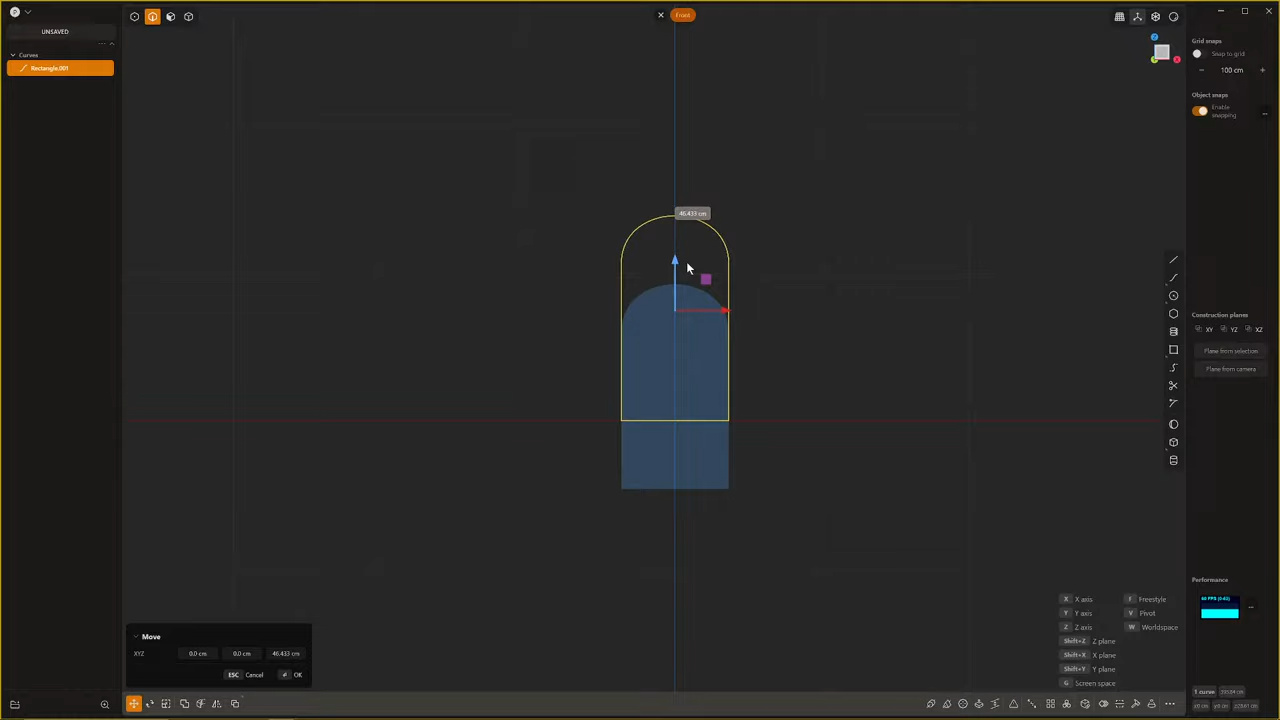 Front
UNSAVED
Curves
Rectangle.001
46.433 cm
Grid snaps
Snap to grid
100 cm
Object snaps
Enable
snapping
Construction planes
XY
YZ
XZ
Plane from selection
Plane from camera
Performance
X X axis
F Freestyle
Y Y axis
V Pivot
Z Z axis
W Worldspace
Shift+Z Z plane
Shift+X X plane
Shift+Y Y plane
G Screen space
Move
XYZ 0.0 cm 0.0 cm 46.433 cm
ESC Cancel OK
1 curve